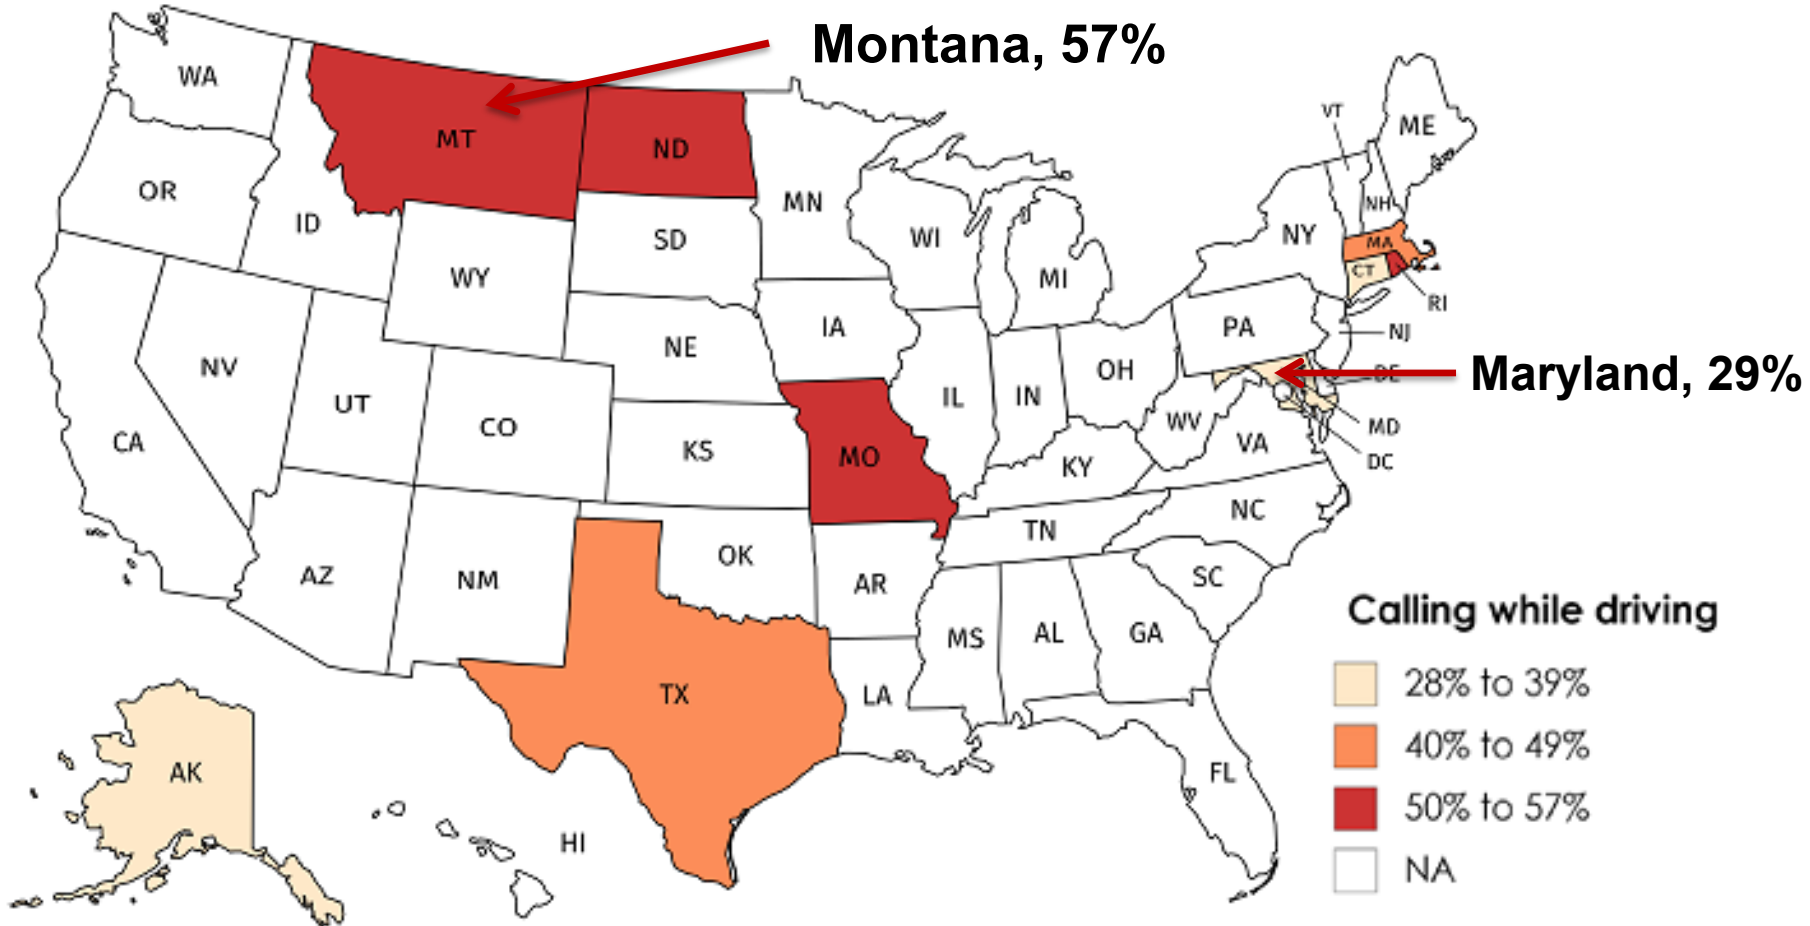 Montana, 57%
WA
MT
ND
VT
ME
OR
ID
MN
NH
SD
WI
NY
MA
WY
MI
CT
RI
IA
PA
NJ
NE
NV
OH
DE
Maryland, 29%
UT
IL
IN
CO
WV
MD
CA
KS
MO
VA
DC
KY
NC
TN
OK
AZ
NM
AR
SC
Calling while driving
MS
AL
GA
28% to 39%
TX
LA
40% to 49%
AK
FL
50% to 57%
HI
NA